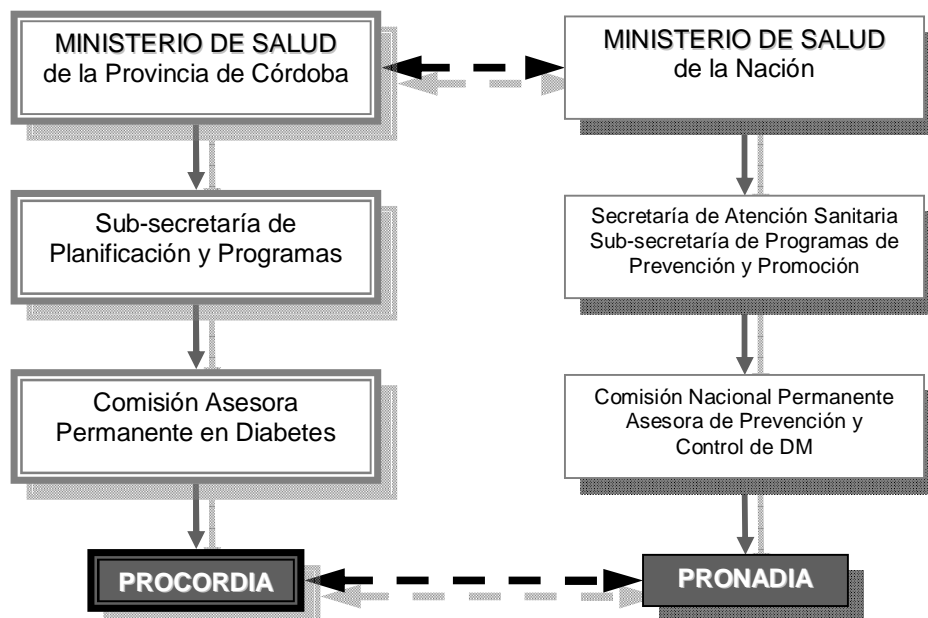 MINISTERIO DE SALUD
de la Provincia de Córdoba
MINISTERIO DE SALUD
de la Nación
Sub-secretaría de
Planificación y Programas
Secretaría de Atención Sanitaria
Sub-secretaría de Programas de
Prevención y Promoción
Comisión Asesora
Permanente en Diabetes
Comisión Nacional Permanente
Asesora de Prevención y
Control de DM
PROCORDIA
PRONADIA